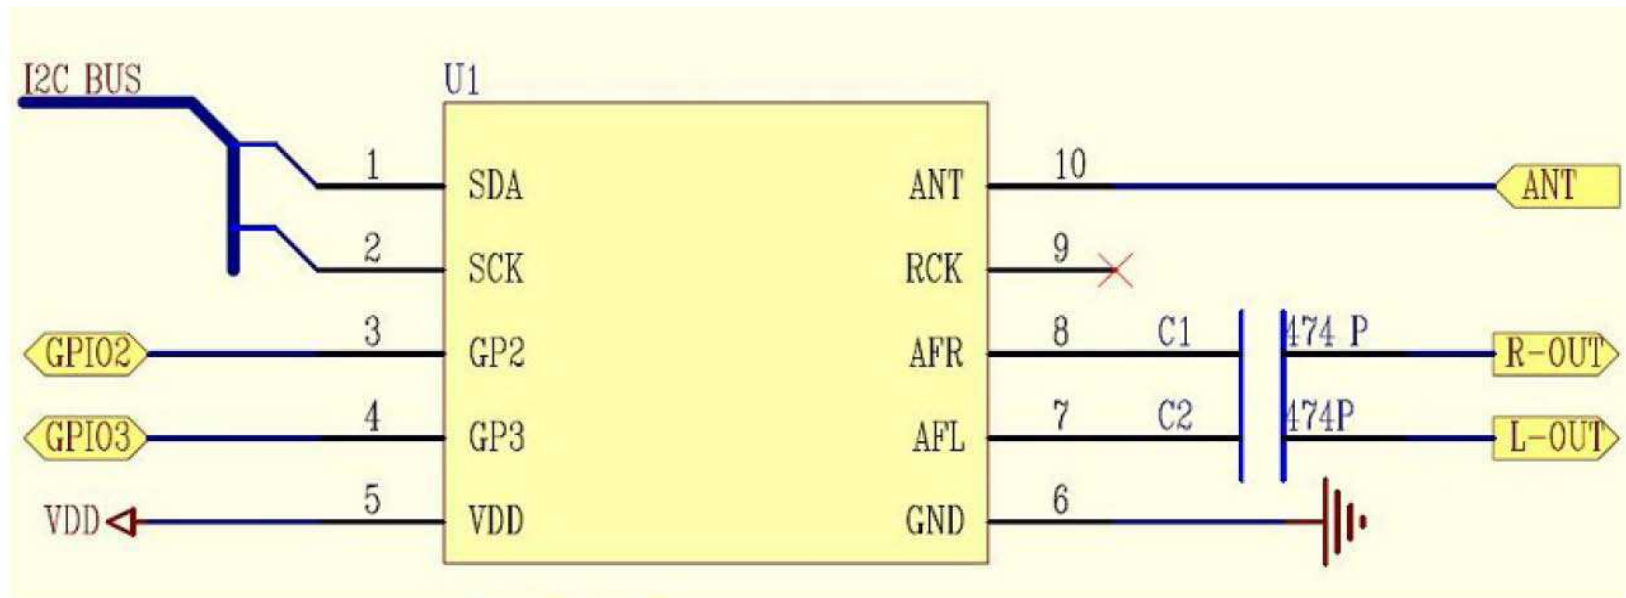 I2C BUS
U1
1 SDA
2 SCK
GPIO2 3 GP2
GPIO3 4 GP3
VDD 5 VDD
ANT 10 ANT
RCK 9
AFR 8 C1 474 P R-OUT
AFL 7 C2 474P L-OUT
GND 6